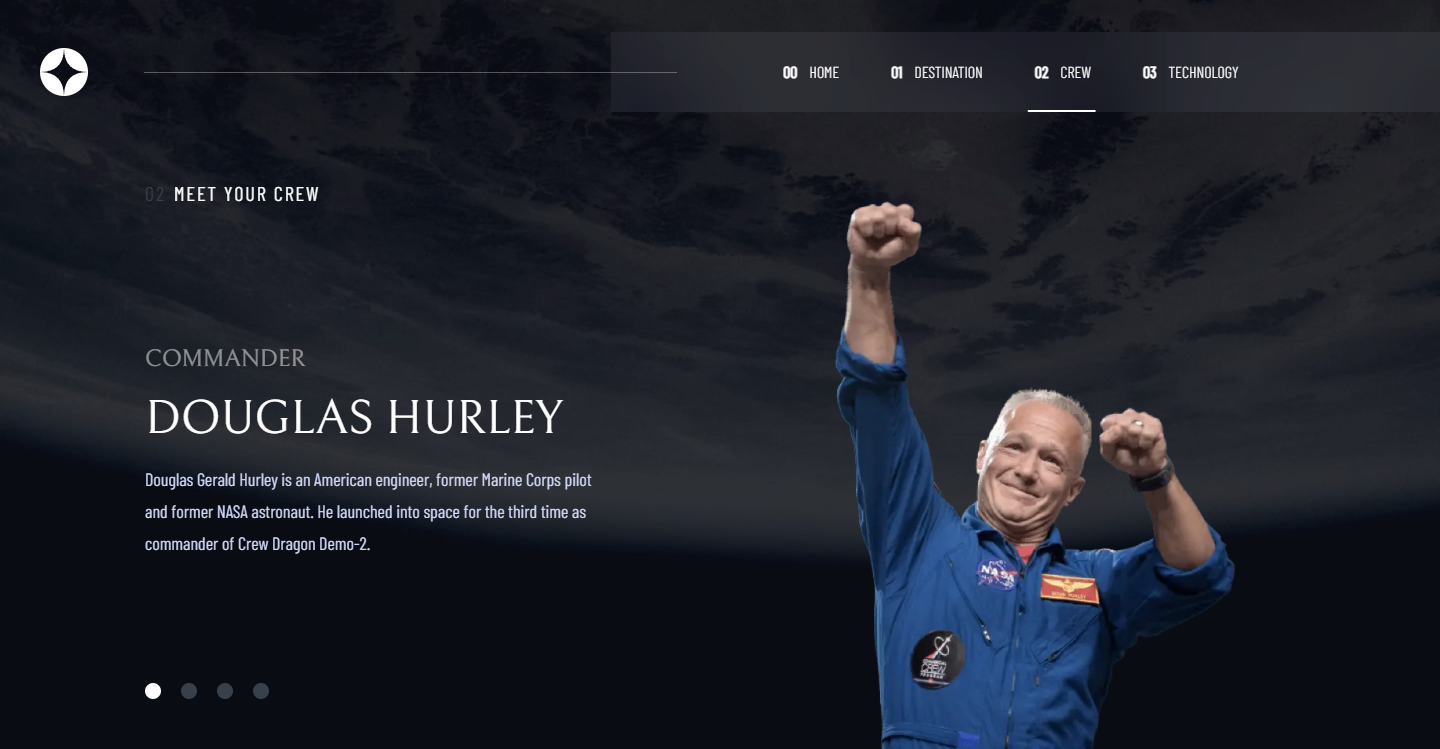 00 HOME 01 DESTINATION 02 CREW 03 TECHNOLOGY
02 MEET YOUR CREW
COMMANDER
DOUGLAS HURLEY
Douglas Gerald Hurley is an American engineer, former Marine Corps pilot
and former NASA astronaut. He launched into space for the third time as
commander of Crew Dragon Demo-2.
NASA
CREW